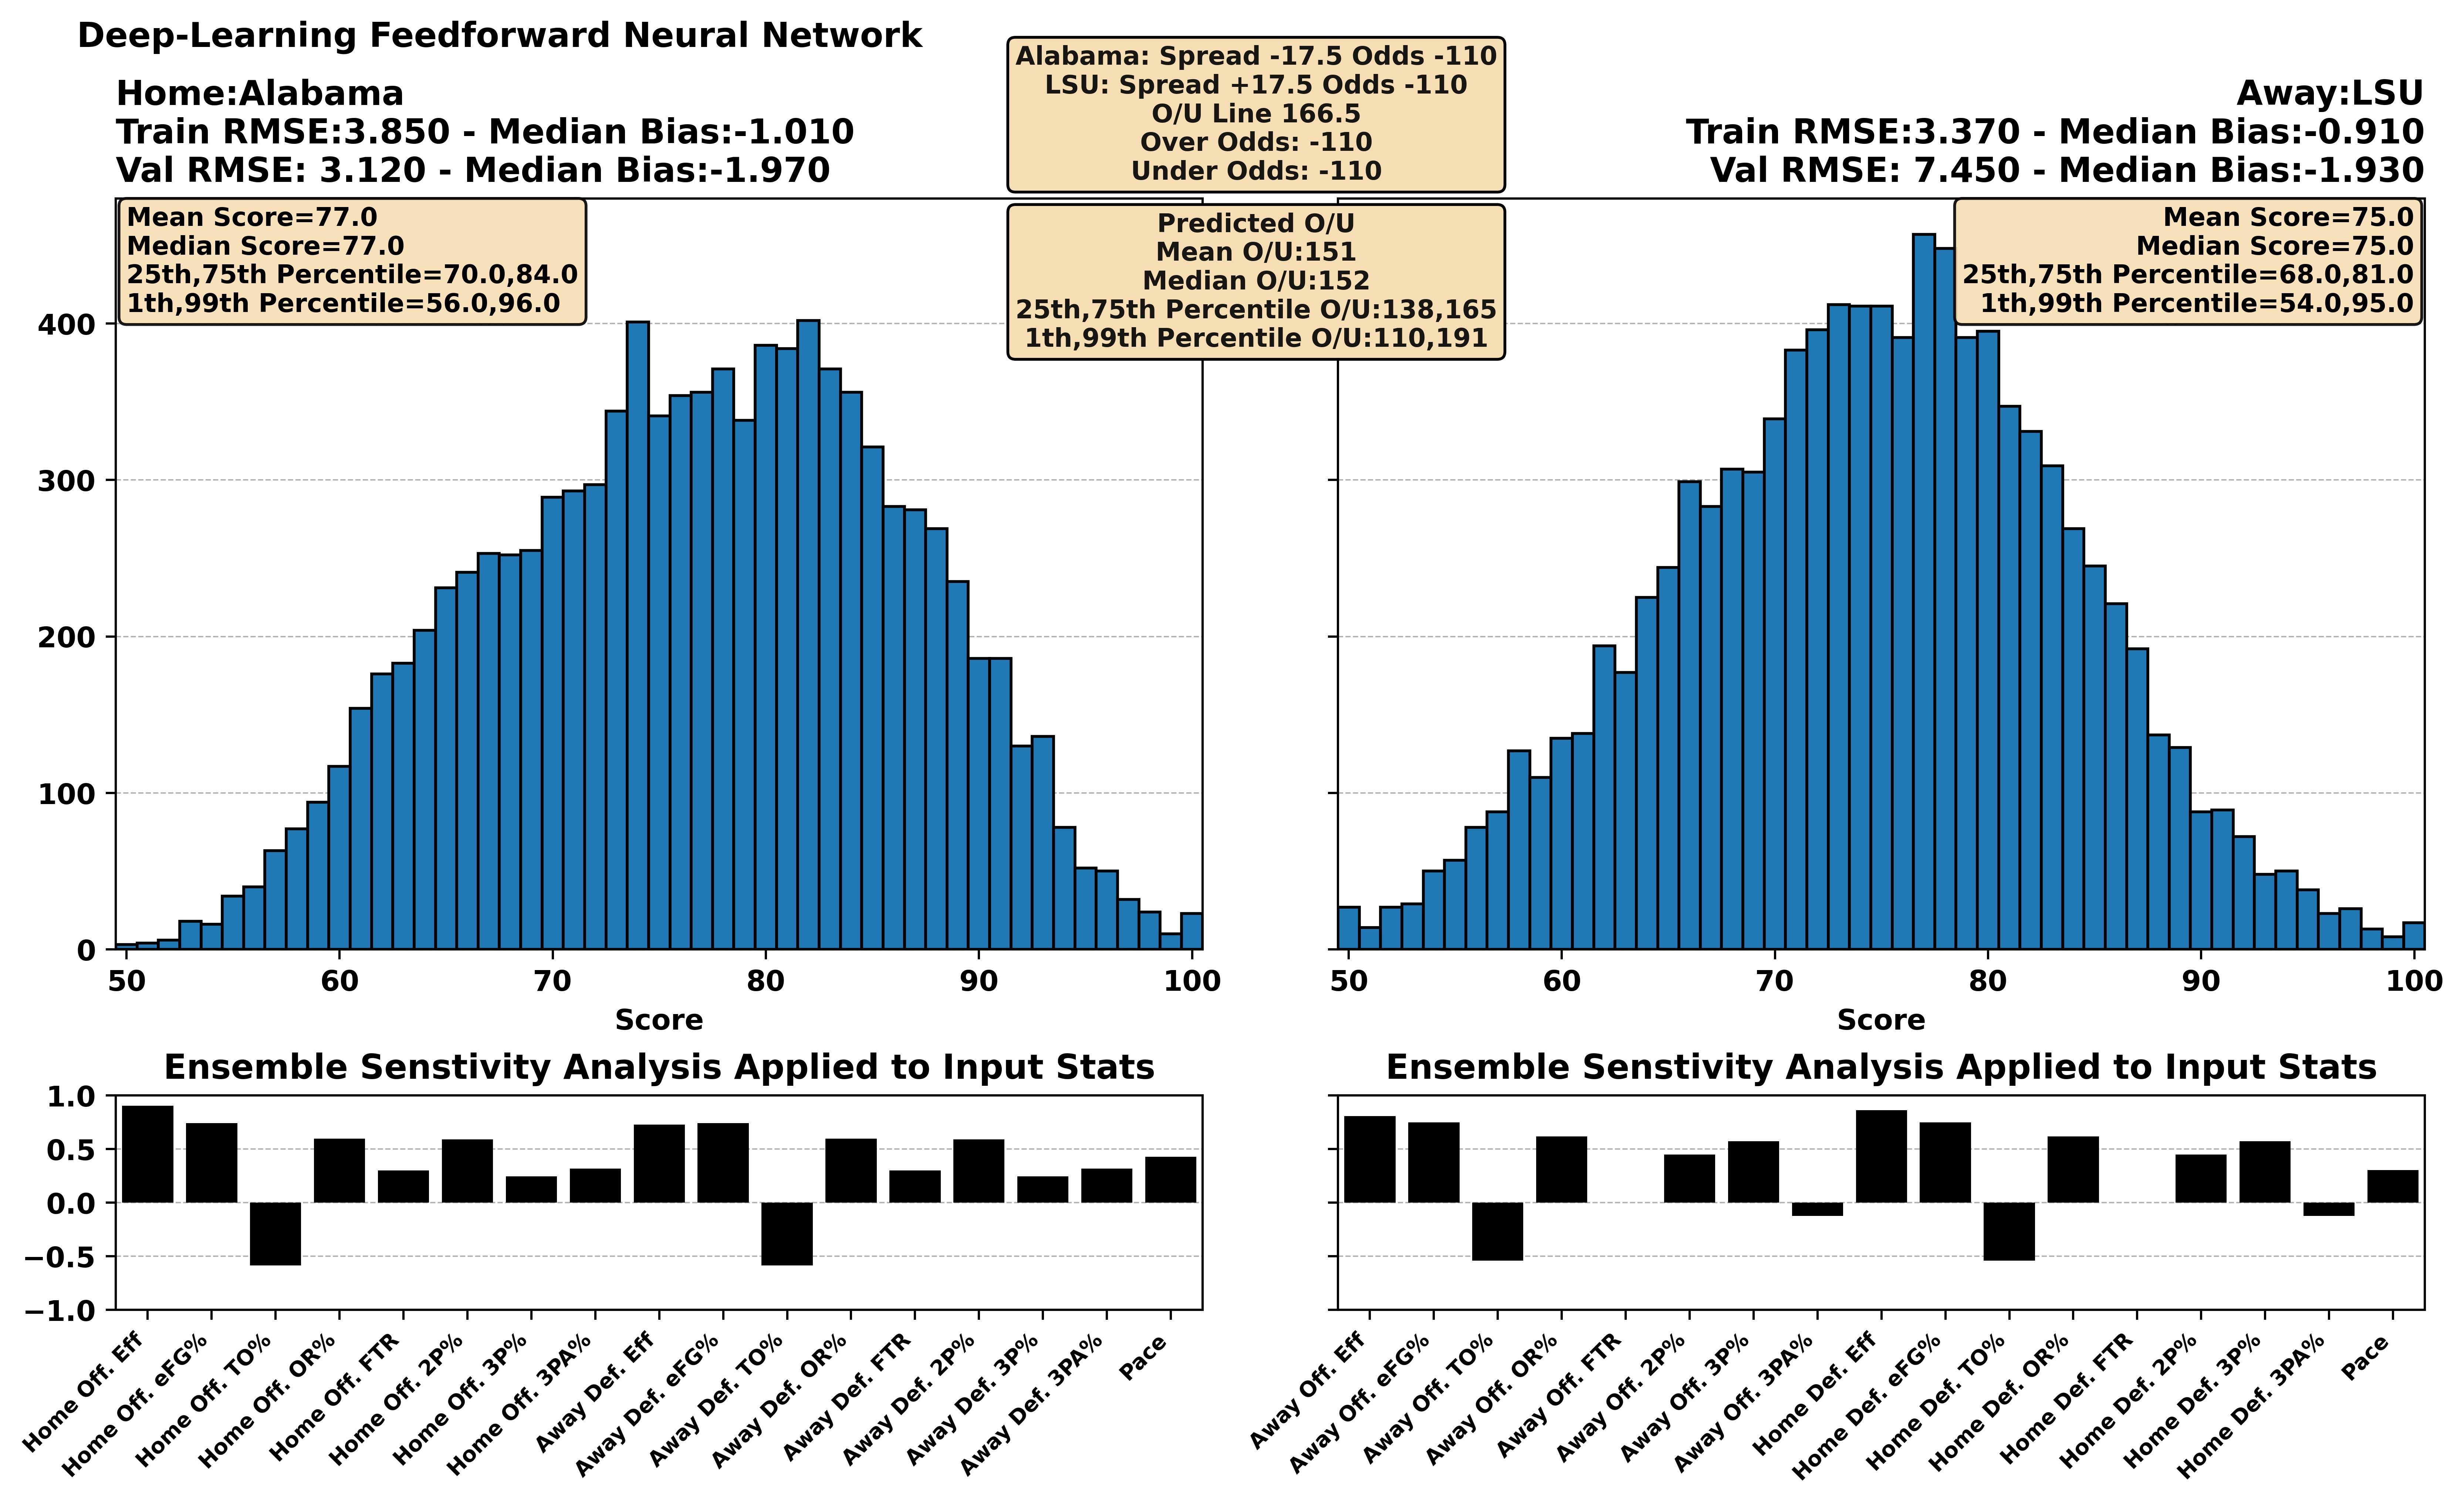 Deep-Learning Feedforward Neural Network
Home:Alabama
Train RMSE:3.850 - Median Bias:-1.010
Val RMSE: 3.120 - Median Bias:-1.970
Alabama: Spread -17.5 Odds -110
LSU: Spread +17.5 Odds -110
O/U Line 166.5
Over Odds: -110
Under Odds: -110
Away:LSU
Train RMSE:3.370 - Median Bias:-0.910
Val RMSE: 7.450 - Median Bias:-1.930
Mean Score=77.0
Median Score=77.0
25th,75th Percentile=70.0,84.0
1th,99th Percentile=56.0,96.0
Predicted O/U
Mean O/U:151
Median O/U:152
25th,75th Percentile O/U:138,165
1th,99th Percentile O/U:110,191
Mean Score=75.0
Median Score=75.0
25th,75th Percentile=68.0,81.0
1th,99th Percentile=54.0,95.0
400
300
200
100
0
50 60 70 80 90 100
Score
50 60 70 80 90 100
Score
Ensemble Senstivity Analysis Applied to Input Stats
1.0
0.5
0.0
−0.5
−1.0
Home Off. Eff
Home Off. eFG%
Home Off. TO%
Home Off. OR%
Home Off. FTR
Home Off. 2P%
Home Off. 3P%
Home Off. 3PA%
Away Def. Eff
Away Def. eFG%
Away Def. TO%
Away Def. OR%
Away Def. FTR
Away Def. 2P%
Away Def. 3P%
Away Def. 3PA%
Pace
Ensemble Senstivity Analysis Applied to Input Stats
Away Off. Eff
Away Off. eFG%
Away Off. TO%
Away Off. OR%
Away Off. FTR
Away Off. 2P%
Away Off. 3P%
Away Off. 3PA%
Home Def. Eff
Home Def. eFG%
Home Def. TO%
Home Def. OR%
Home Def. FTR
Home Def. 2P%
Home Def. 3P%
Home Def. 3PA%
Pace